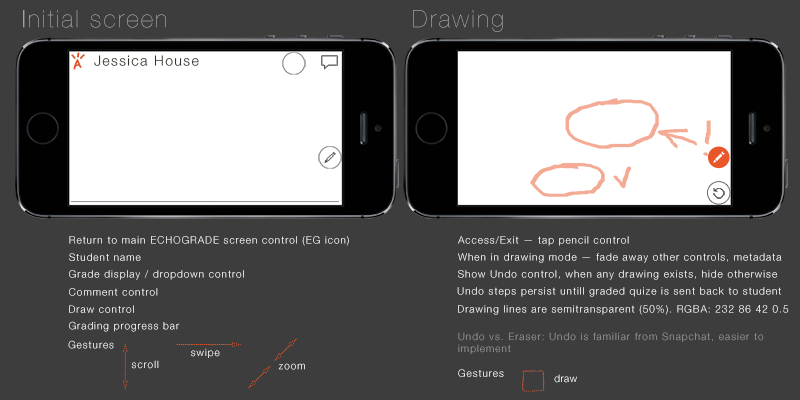 Initial screen
Jessica House
Return to main ECHOGRADE screen control (EG icon)
Student name
Grade display / dropdown control
Comment control
Draw control
Grading progress bar
Gestures
scroll
swipe
zoom
Drawing
!
Access/Exit — tap pencil control
When in drawing mode — fade away other controls, metadata
Show Undo control, when any drawing exists, hide otherwise
Undo steps persist untill graded quize is sent back to student
Drawing lines are semitransparent (50%). RGBA: 232 86 42 0.5
Undo vs. Eraser: Undo is familiar from Snapchat, easier to
implement
Gestures
draw